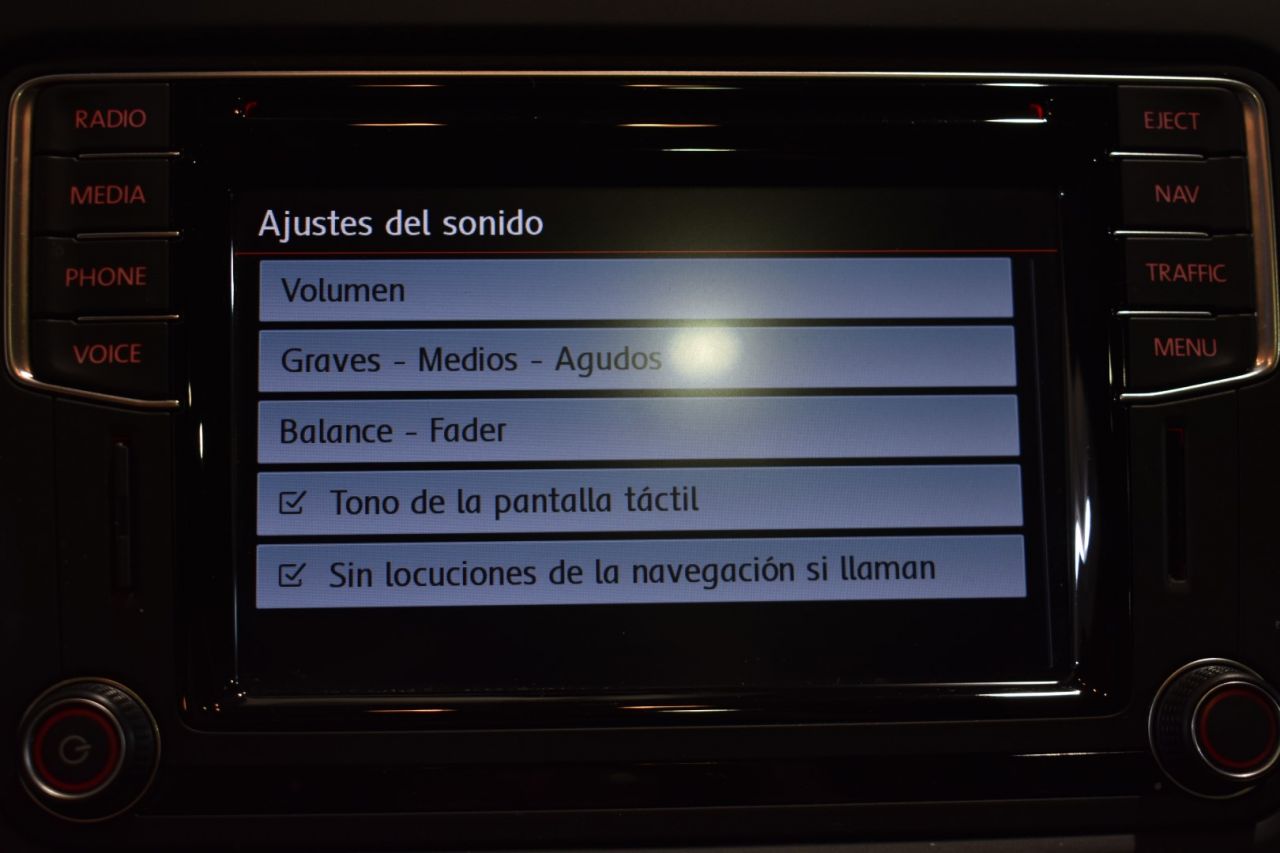 RADIO
MEDIA
PHONE
VOICE
Ajustes del sonido
Volumen
Graves - Medios - Agudos
Balance - Fader
Tono de la pantalla táctil
Sin locuciones de la navegación si llaman
EJECT
NAV
TRAFFIC
MENU